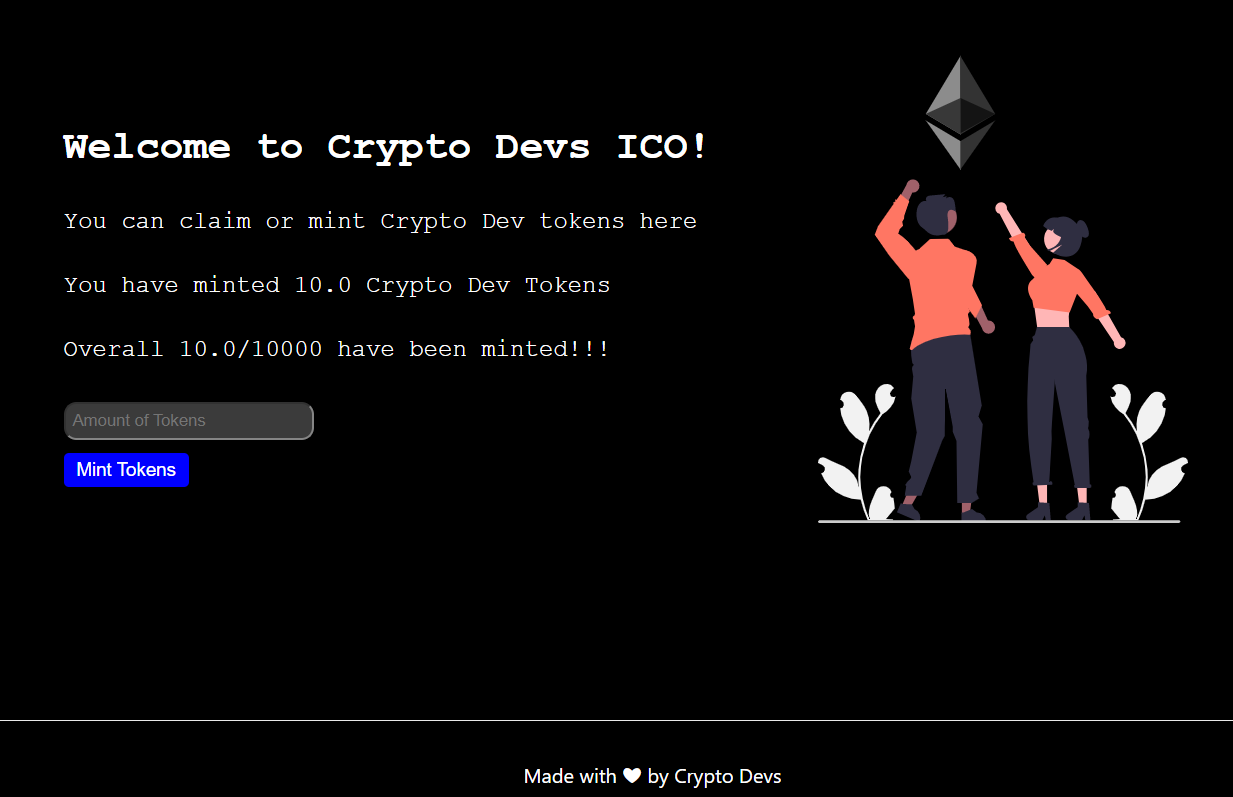 Welcome to Crypto Devs ICO!
You can claim or mint Crypto Dev tokens here
You have minted 10.0 Crypto Dev Tokens
Overall 10.0/10000 have been minted!!!
Amount of Tokens
Mint Tokens
Made with ♥ by Crypto Devs